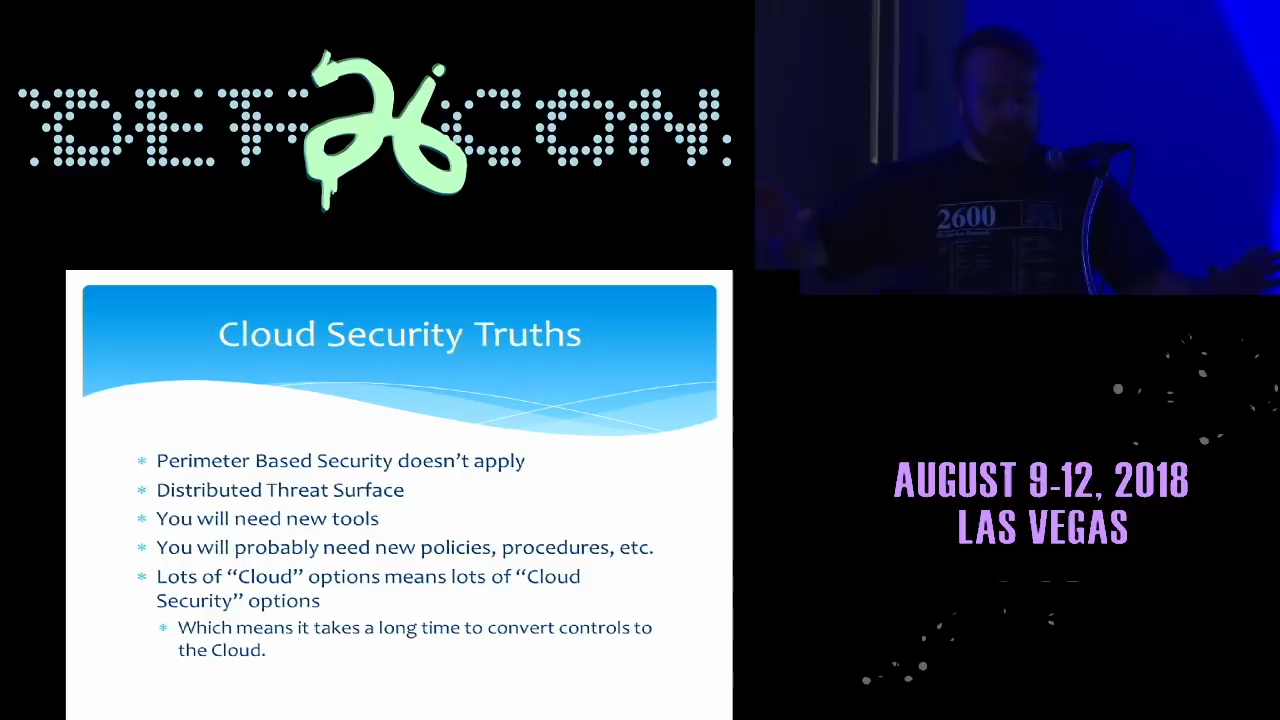 DEF CON
26
2600
Cloud Security Truths
* Perimeter Based Security doesn't apply
* Distributed Threat Surface
* You will need new tools
* You will probably need new policies, procedures, etc.
* Lots of “Cloud” options means lots of “Cloud
Security” options
* Which means it takes a long time to convert controls to
the Cloud.
AUGUST 9-12, 2018
LAS VEGAS